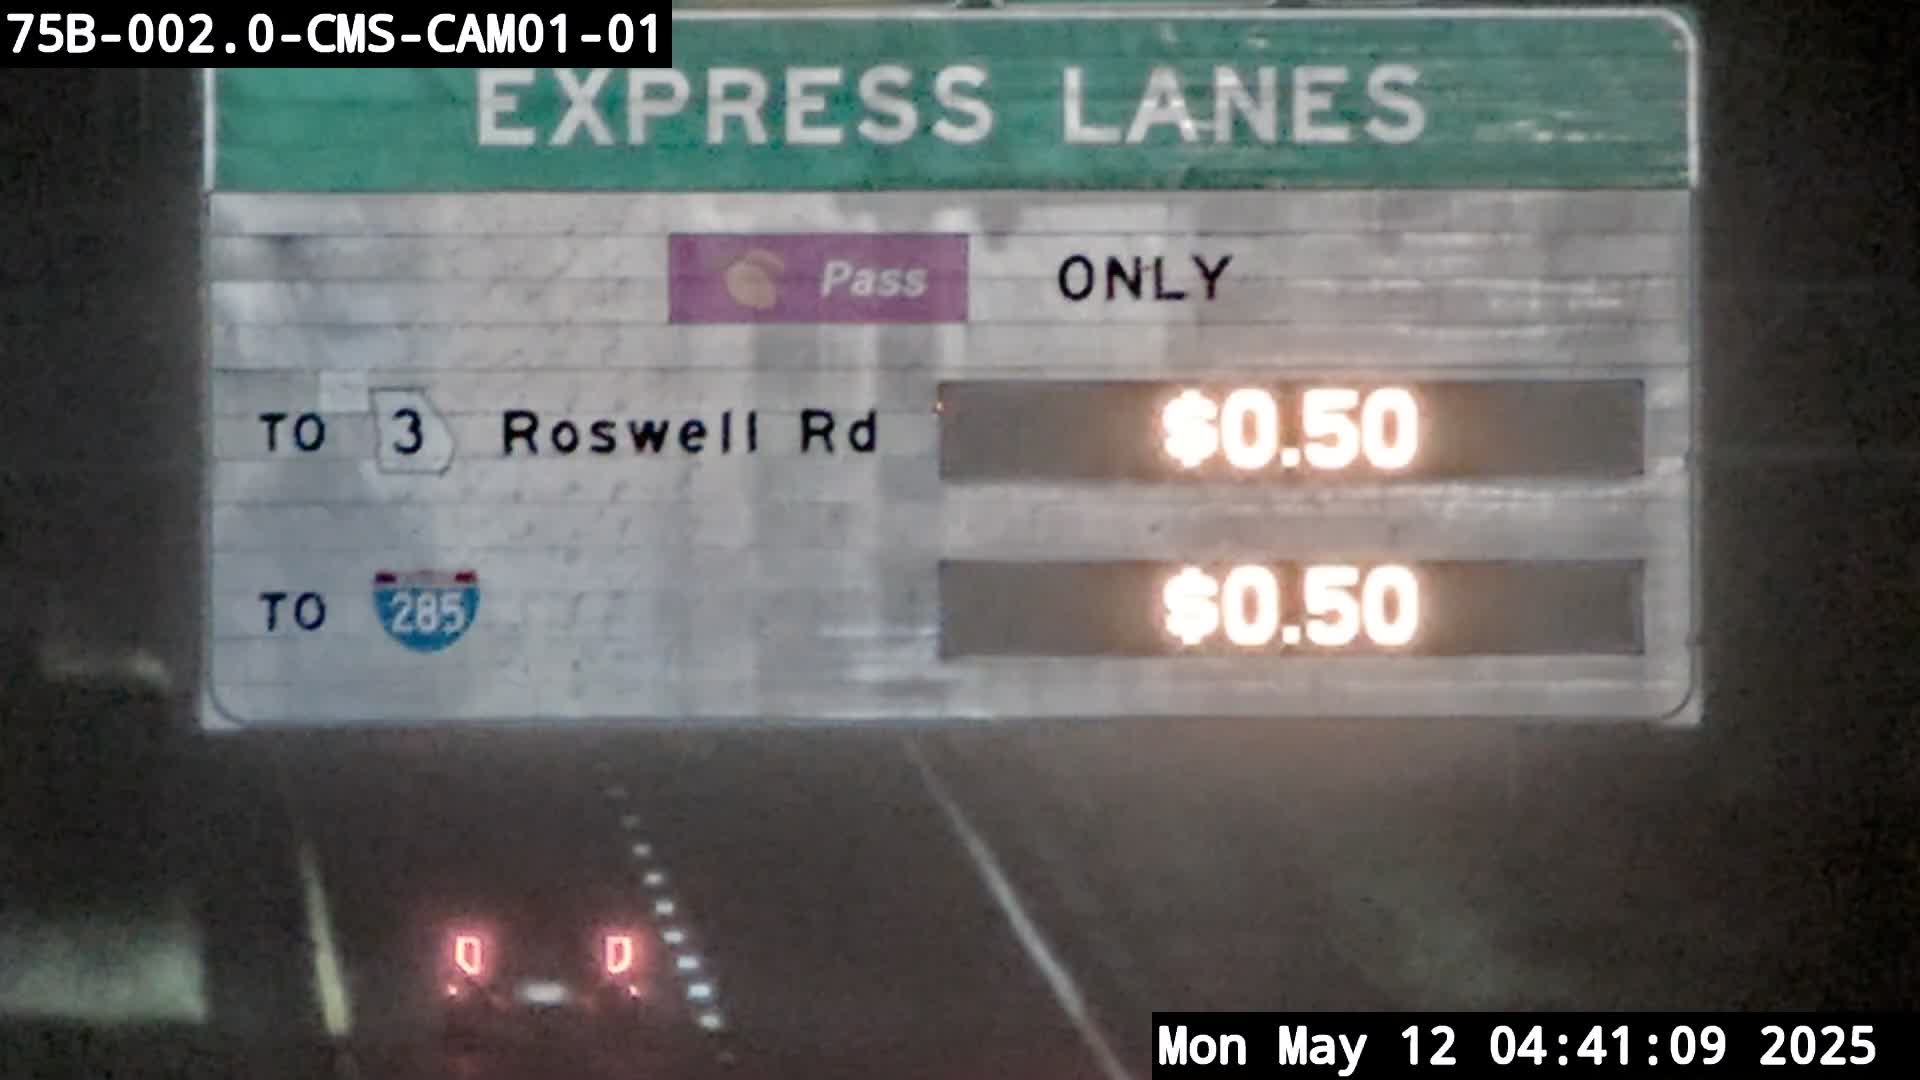 75B-002.0-CMS-CAM01-01
EXPRESS LANES
Pass ONLY
TO 3 Roswell Rd $0.50
TO 285 $0.50
Mon May 12 04:41:09 2025